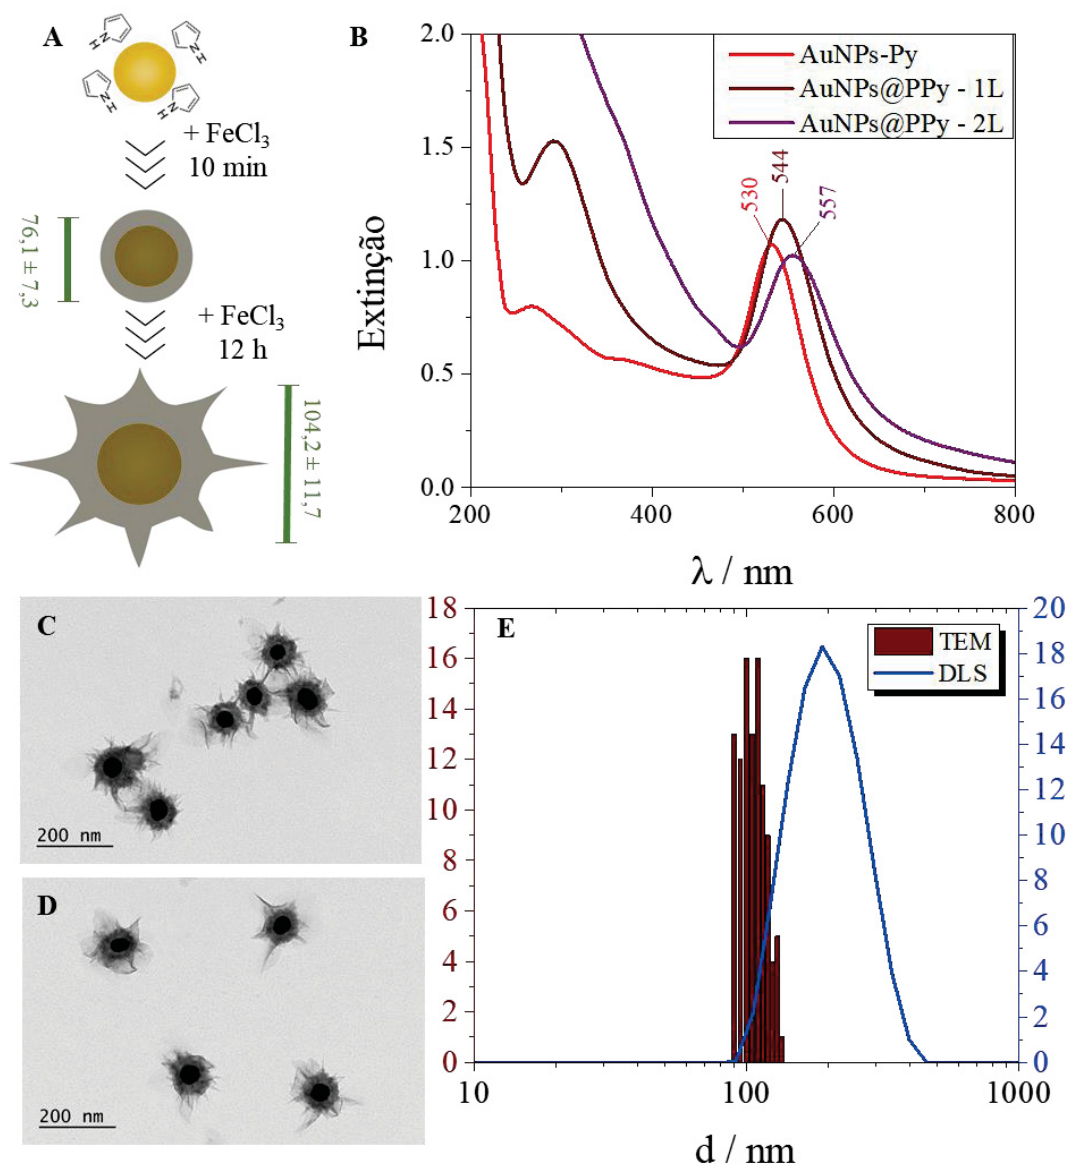 A
N
H
N
H
N
H
N
H
+ FeCl3
10 min
76,1 ± 7,3
+ FeCl3
12 h
104,2 ± 11,7
B
Extinção
2.0
1.5
1.0
0.5
0.0
AuNPs-Py
AuNPs@PPy - 1L
AuNPs@PPy - 2L
530
544
557
200
400
600
800
λ / nm
C
200 nm
D
200 nm
E
18
16
14
12
10
8
6
4
2
0
TEM
DLS
20
18
16
14
12
10
8
6
4
2
0
10
100
1000
d / nm